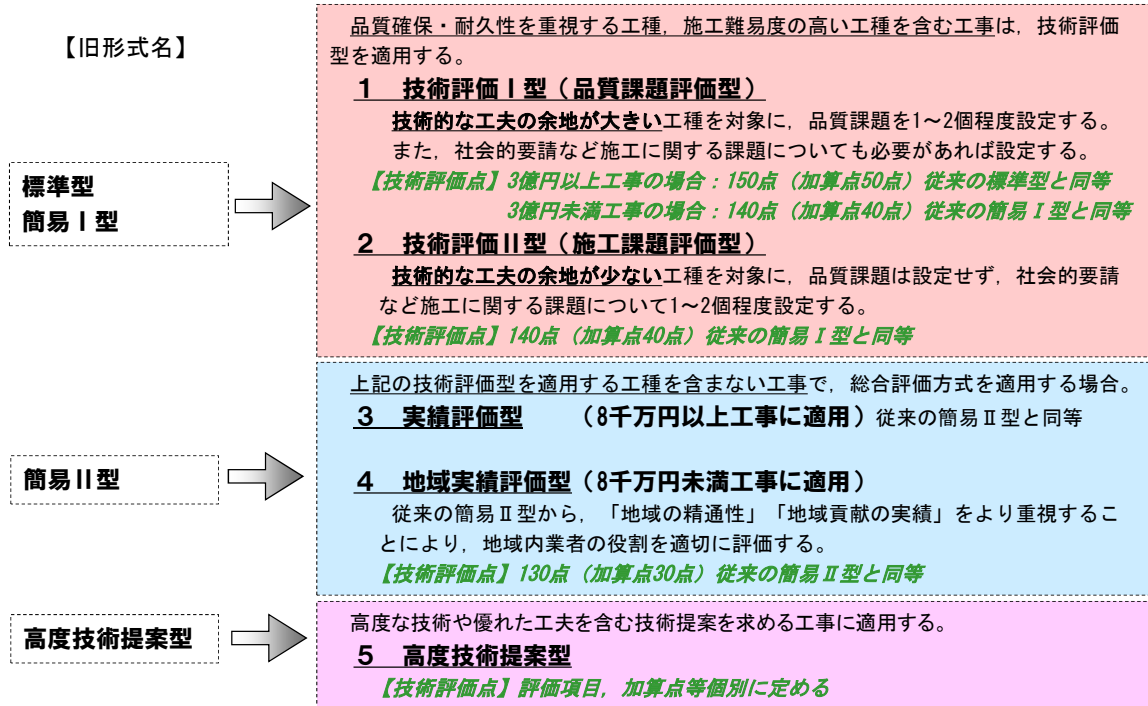 【旧形式名】
標準型
簡易Ⅰ型
品質確保・耐久性を重視する工種，施工難易度の高い工種を含む工事は，技術評価
型を適用する。
１　技術評価Ⅰ型（品質課題評価型）
技術的な工夫の余地が大きい工種を対象に，品質課題を1～2個程度設定する。
また，社会的要請など施工に関する課題についても必要があれば設定する。
【技術評価点】3億円以上工事の場合：150点（加算点50点）従来の標準型と同等
3億円未満工事の場合：140点（加算点40点）従来の簡易Ⅰ型と同等
２　技術評価Ⅱ型（施工課題評価型）
技術的な工夫の余地が少ない工種を対象に，品質課題は設定せず，社会的要請
など施工に関する課題について1～2個程度設定する。
【技術評価点】140点（加算点40点）従来の簡易Ⅰ型と同等
簡易Ⅱ型
上記の技術評価型を適用する工種を含まない工事で，総合評価方式を適用する場合。
３　実績評価型　　（8千万円以上工事に適用）従来の簡易Ⅱ型と同等
４　地域実績評価型（8千万円未満工事に適用）
従来の簡易Ⅱ型から，「地域の精通性」「地域貢献の実績」をより重視するこ
とにより，地域内業者の役割を適切に評価する。
【技術評価点】130点（加算点30点）従来の簡易Ⅱ型と同等
高度技術提案型
高度な技術や優れた工夫を含む技術提案を求める工事に適用する。
５　高度技術提案型
【技術評価点】評価項目，加算点等個別に定める